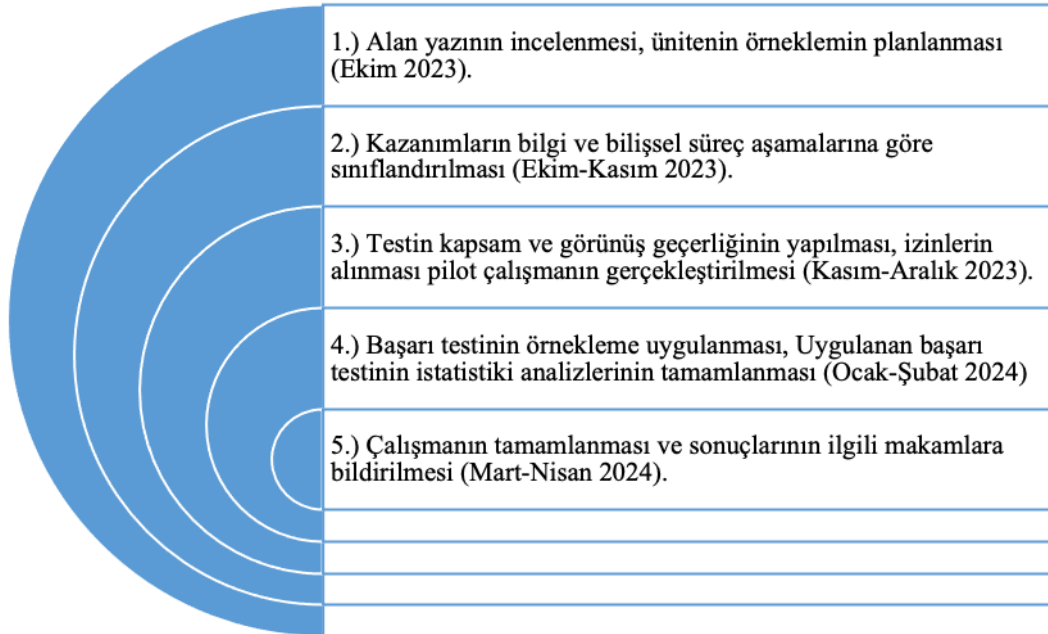 1.) Alan yazının incelenmesi, ünitenin örneklemin planlanması
(Ekim 2023).
2.) Kazanımların bilgi ve bilişsel süreç aşamalarına göre
sınıflandırılması (Ekim-Kasım 2023).
3.) Testin kapsam ve görünüş geçerliğinin yapılması, izinlerin
alınması pilot çalışmanın gerçekleştirilmesi (Kasım-Aralık 2023).
4.) Başarı testinin örnekleme uygulanması, Uygulanan başarı
testinin istatistiki analizlerinin tamamlanması (Ocak-Şubat 2024)
5.) Çalışmanın tamamlanması ve sonuçlarının ilgili makamlara
bildirilmesi (Mart-Nisan 2024).